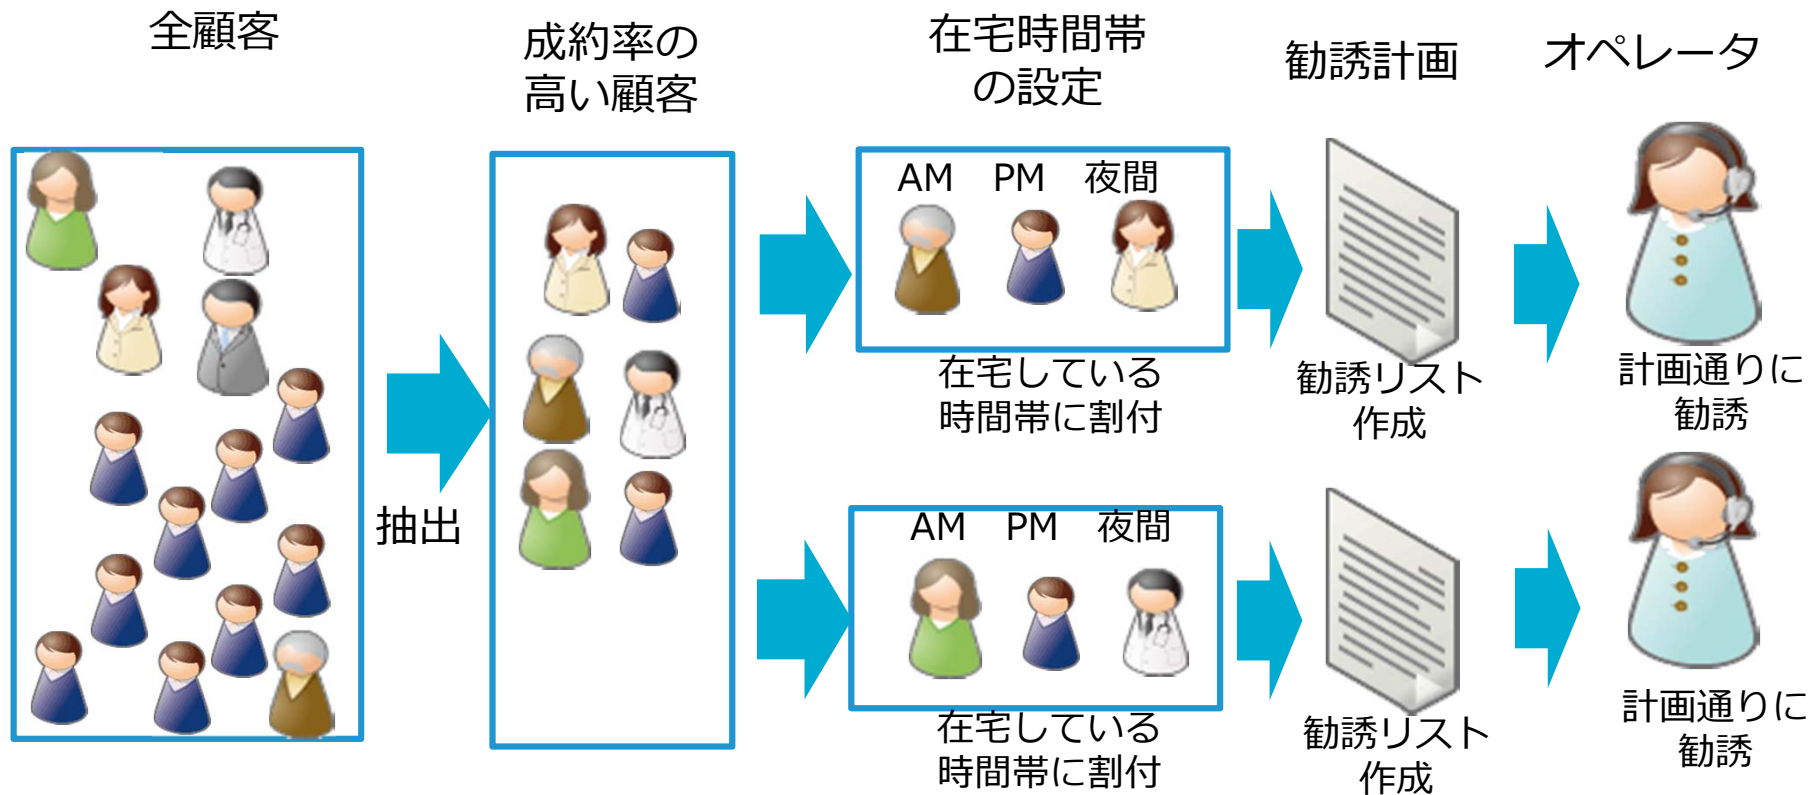 全顧客
成約率の
高い顧客
在宅時間帯
の設定
勧誘計画
オペレータ
抽出
AM PM 夜間
在宅している
時間帯に割付
勧誘リスト
作成
計画通りに
勧誘
AM PM 夜間
在宅している
時間帯に割付
勧誘リスト
作成
計画通りに
勧誘